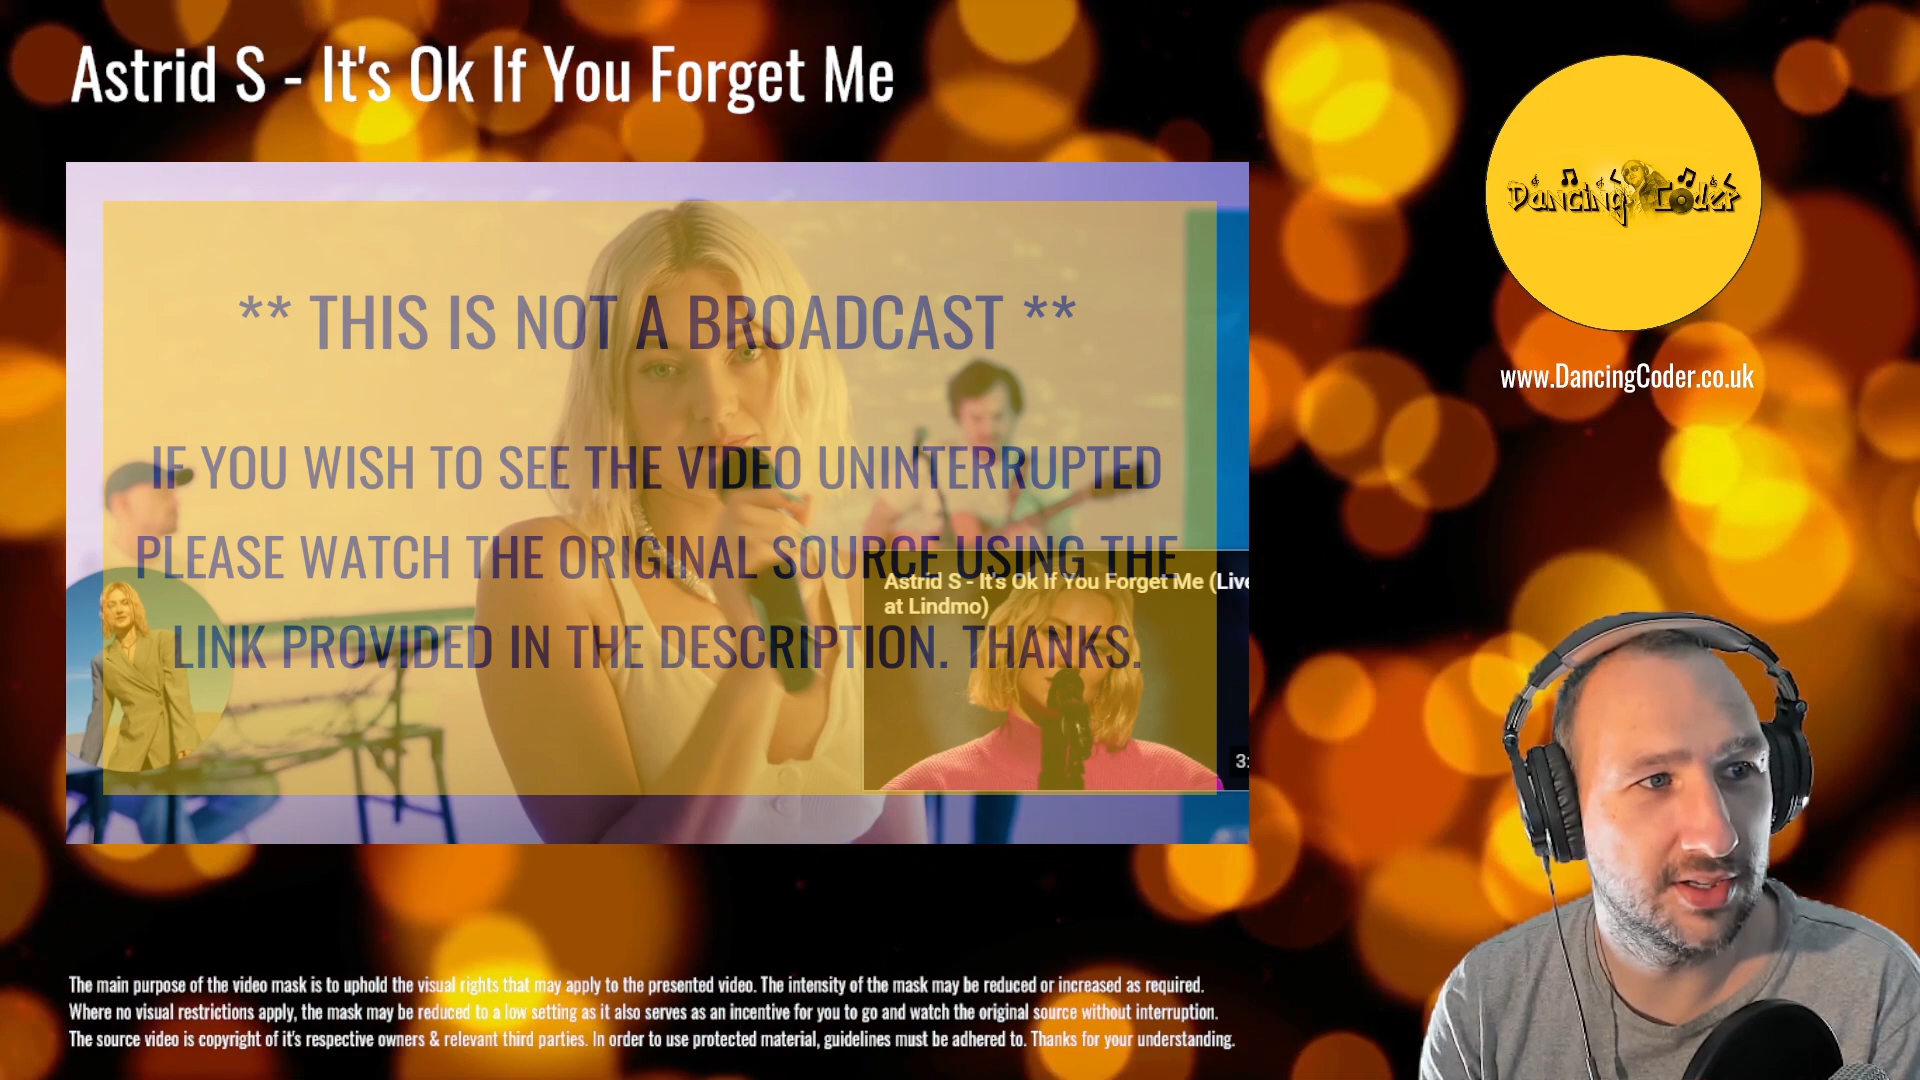 Astrid S - It's Ok If You Forget Me
Dancing Coder
www.DancingCoder.co.uk
** THIS IS NOT A BROADCAST **
IF YOU WISH TO SEE THE VIDEO UNINTERRUPTED
PLEASE WATCH THE ORIGINAL SOURCE USING THE
LINK PROVIDED IN THE DESCRIPTION. THANKS.
Astrid S - It's Ok If You Forget Me (Live
at Lindmo)
3:
The main purpose of the video mask is to uphold the visual rights that may apply to the presented video. The intensity of the mask may be reduced or increased as required.
Where no visual restrictions apply, the mask may be reduced to a low setting as it also serves as an incentive for you to go and watch the original source without interruption.
The source video is copyright of it's respective owners & relevant third parties. In order to use protected material, guidelines must be adhered to. Thanks for your understanding.